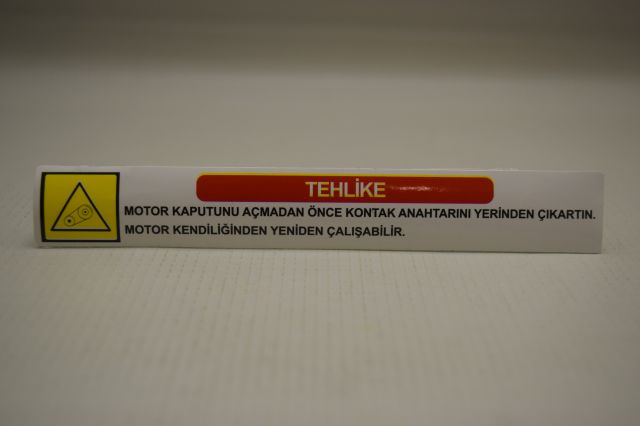 TEHLİKE
MOTOR KAPUTUNU AÇMADAN ÖNCE KONTAK ANAHTARINI YERİNDEN ÇIKARTIN.
MOTOR KENDİLİĞİNDEN YENİDEN ÇALIŞABİLİR.